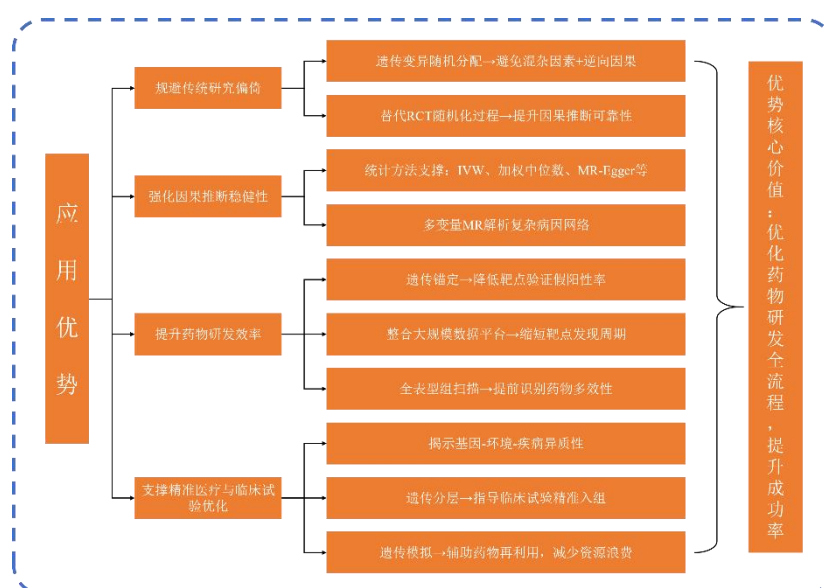 应用优势
规避传统研究偏倚
遗传变异随机分配→避免混杂因素+逆向因果
替代RCT随机化过程→提升因果推断可靠性
强化因果推断稳健性
统计方法支撑：IVW、加权中位数、MR-Egger等
多变量MR解析复杂病因网络
提升药物研发效率
遗传锚定→降低靶点验证假阳性率
整合大规模数据平台→缩短靶点发现周期
全表型组扫描→提前识别药物多效性
支撑精准医疗与临床试
验优化
揭示基因-环境-疾病异质性
遗传分层→指导临床试验精准入组
遗传模拟→辅助药物再利用，减少资源浪费
优势核心价值：优化药物研发全流程，提升成功率